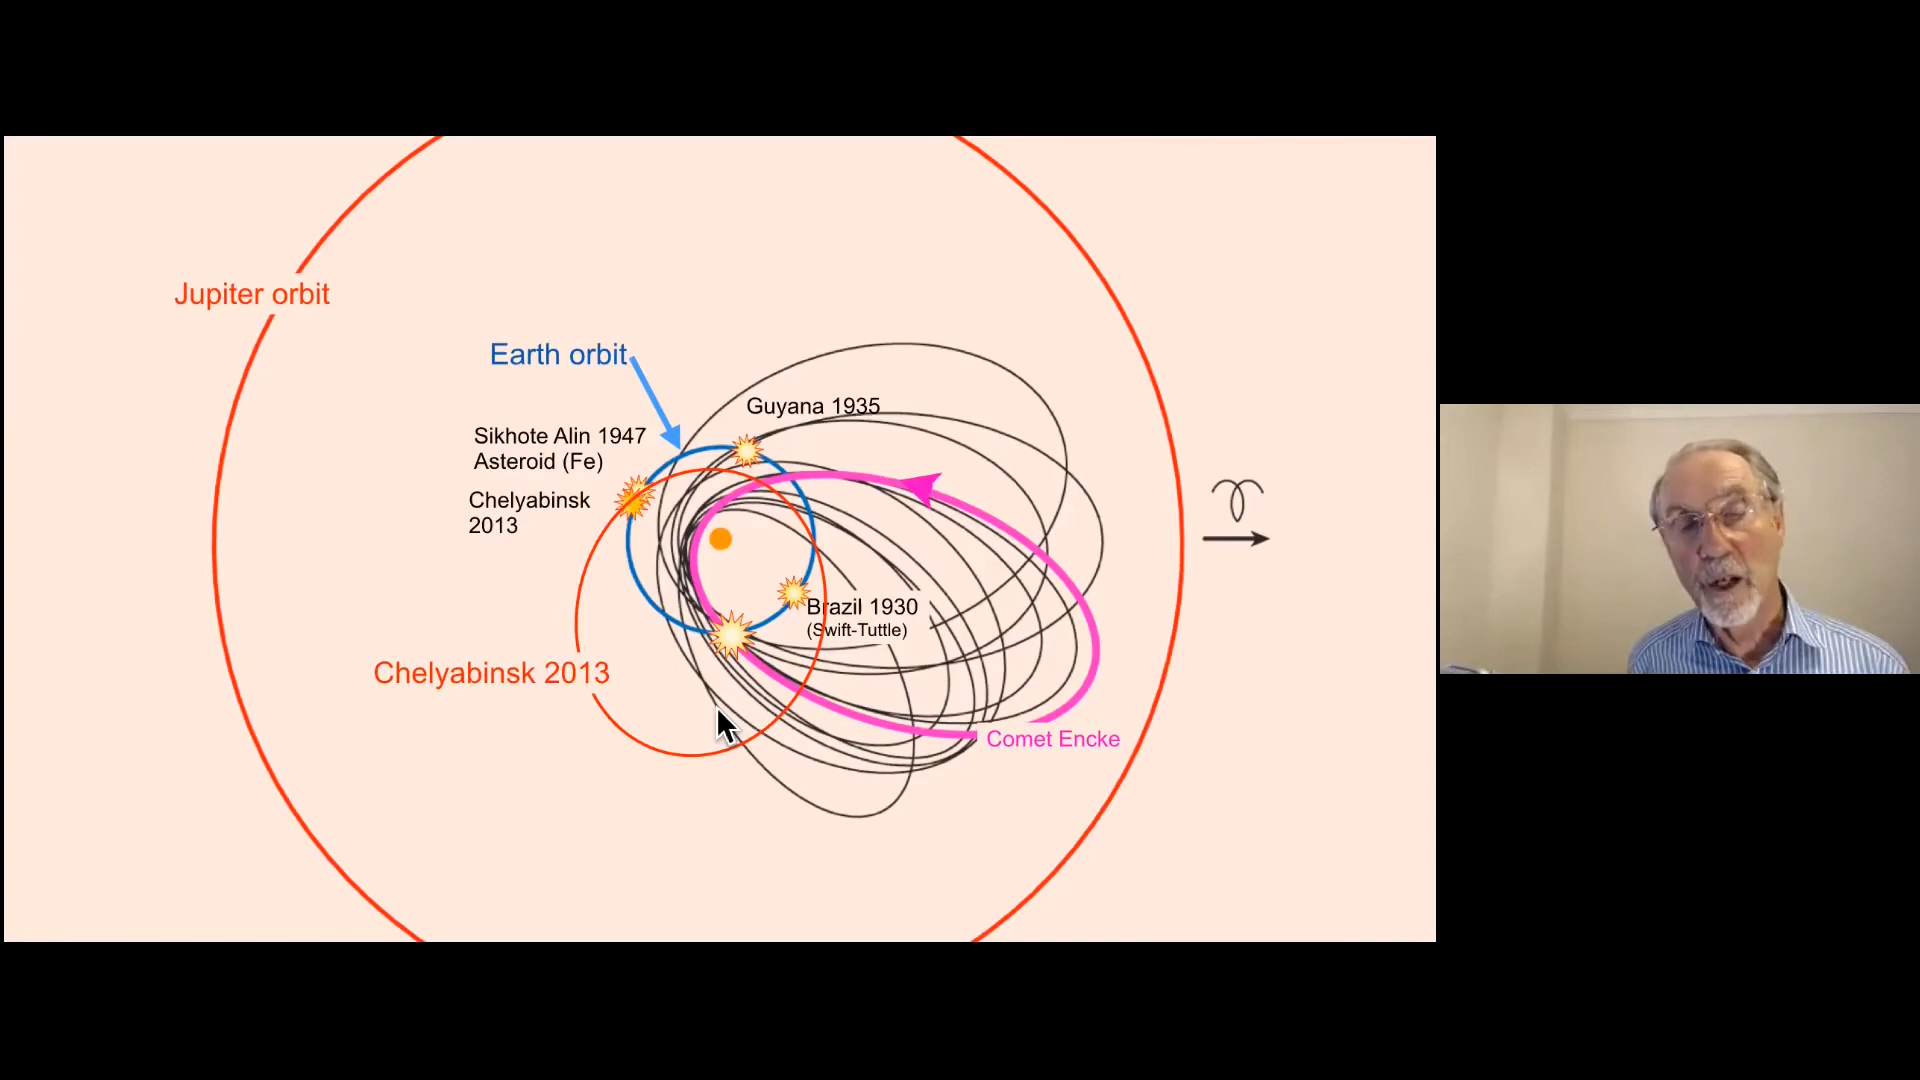 Jupiter orbit
Earth orbit
Guyana 1935
Sikhote Alin 1947
Asteroid (Fe)
Chelyabinsk
2013
Brazil 1930
(Swift-Tuttle)
Chelyabinsk 2013
Comet Encke